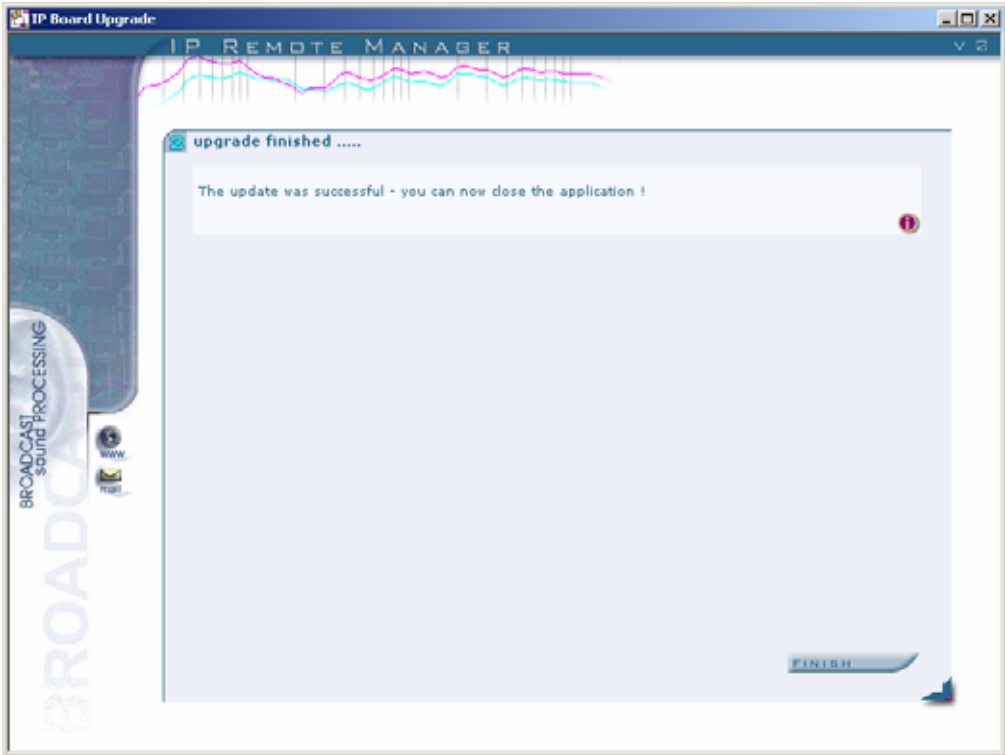 IP Board Upgrade
IP REMOTE MANAGER
V 2
2 upgrade finished .....
The update was successful - you can now close the application !
BROADCAST
sound PROCESSING
BROADCAST
www
mail
FINISH